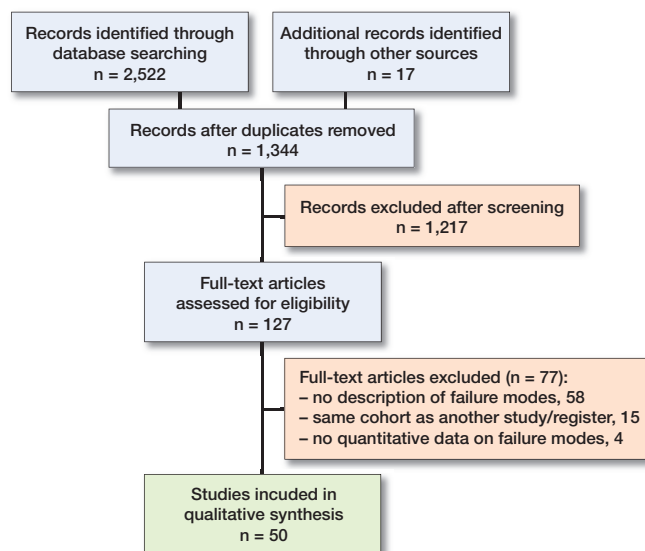 Records identified through
database searching
n = 2,522
Additional records identified
through other sources
n = 17
Records after duplicates removed
n = 1,344
Records excluded after screening
n = 1,217
Full-text articles
assessed for eligibility
n = 127
Full-text articles excluded (n = 77):
– no description of failure modes, 58
– same cohort as another study/register, 15
– no quantitative data on failure modes, 4
Studies incuded in
qualitative synthesis
n = 50